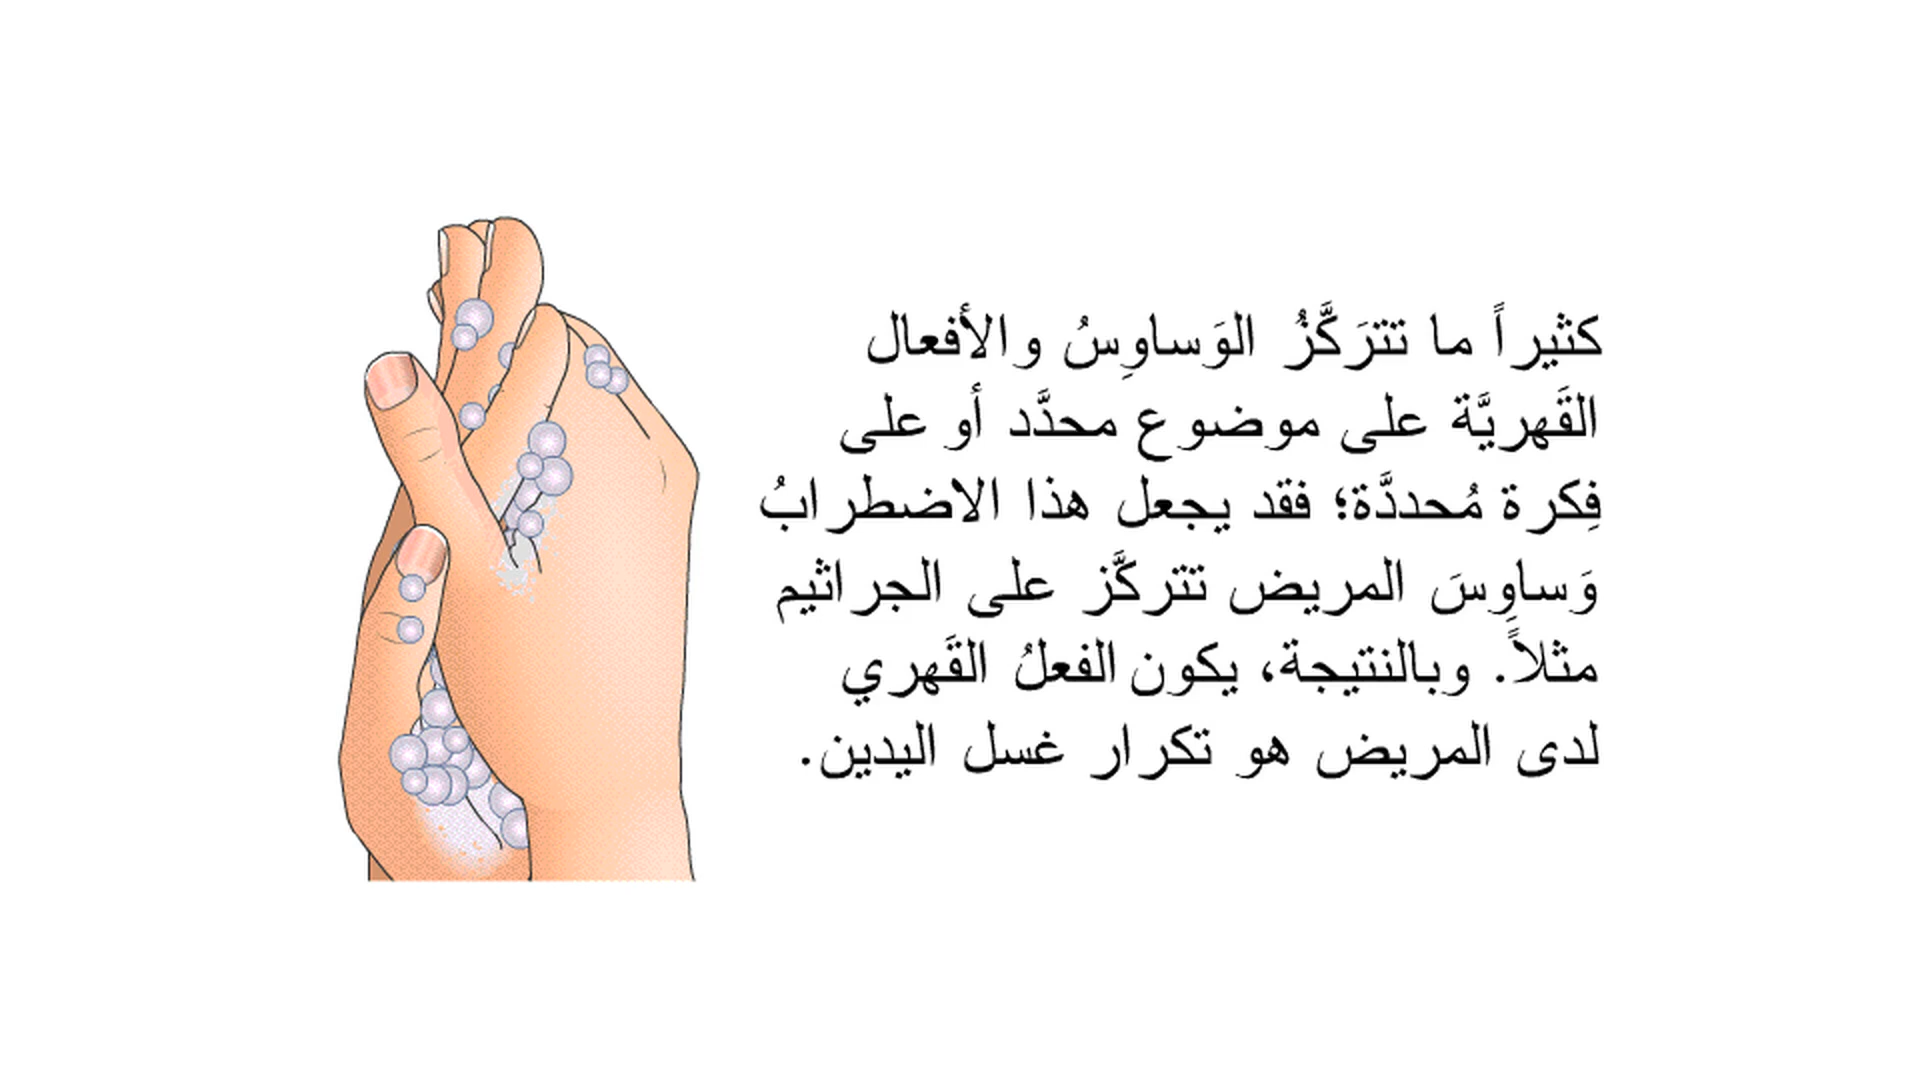 كثيراً ما تترَكَّزُ الوَساوِسُ والأفعال
القَهريَّة على موضوع محدَّد أو على
فِكرة مُحددَّة؛ فقد يجعل هذا الاضطرابُ
وَساوِسَ المريض تتركَّز على الجراثيم
مثلاً. وبالنتيجة، يكون الفعلُ القَهري
لدى المريض هو تكرار غسل اليدين.